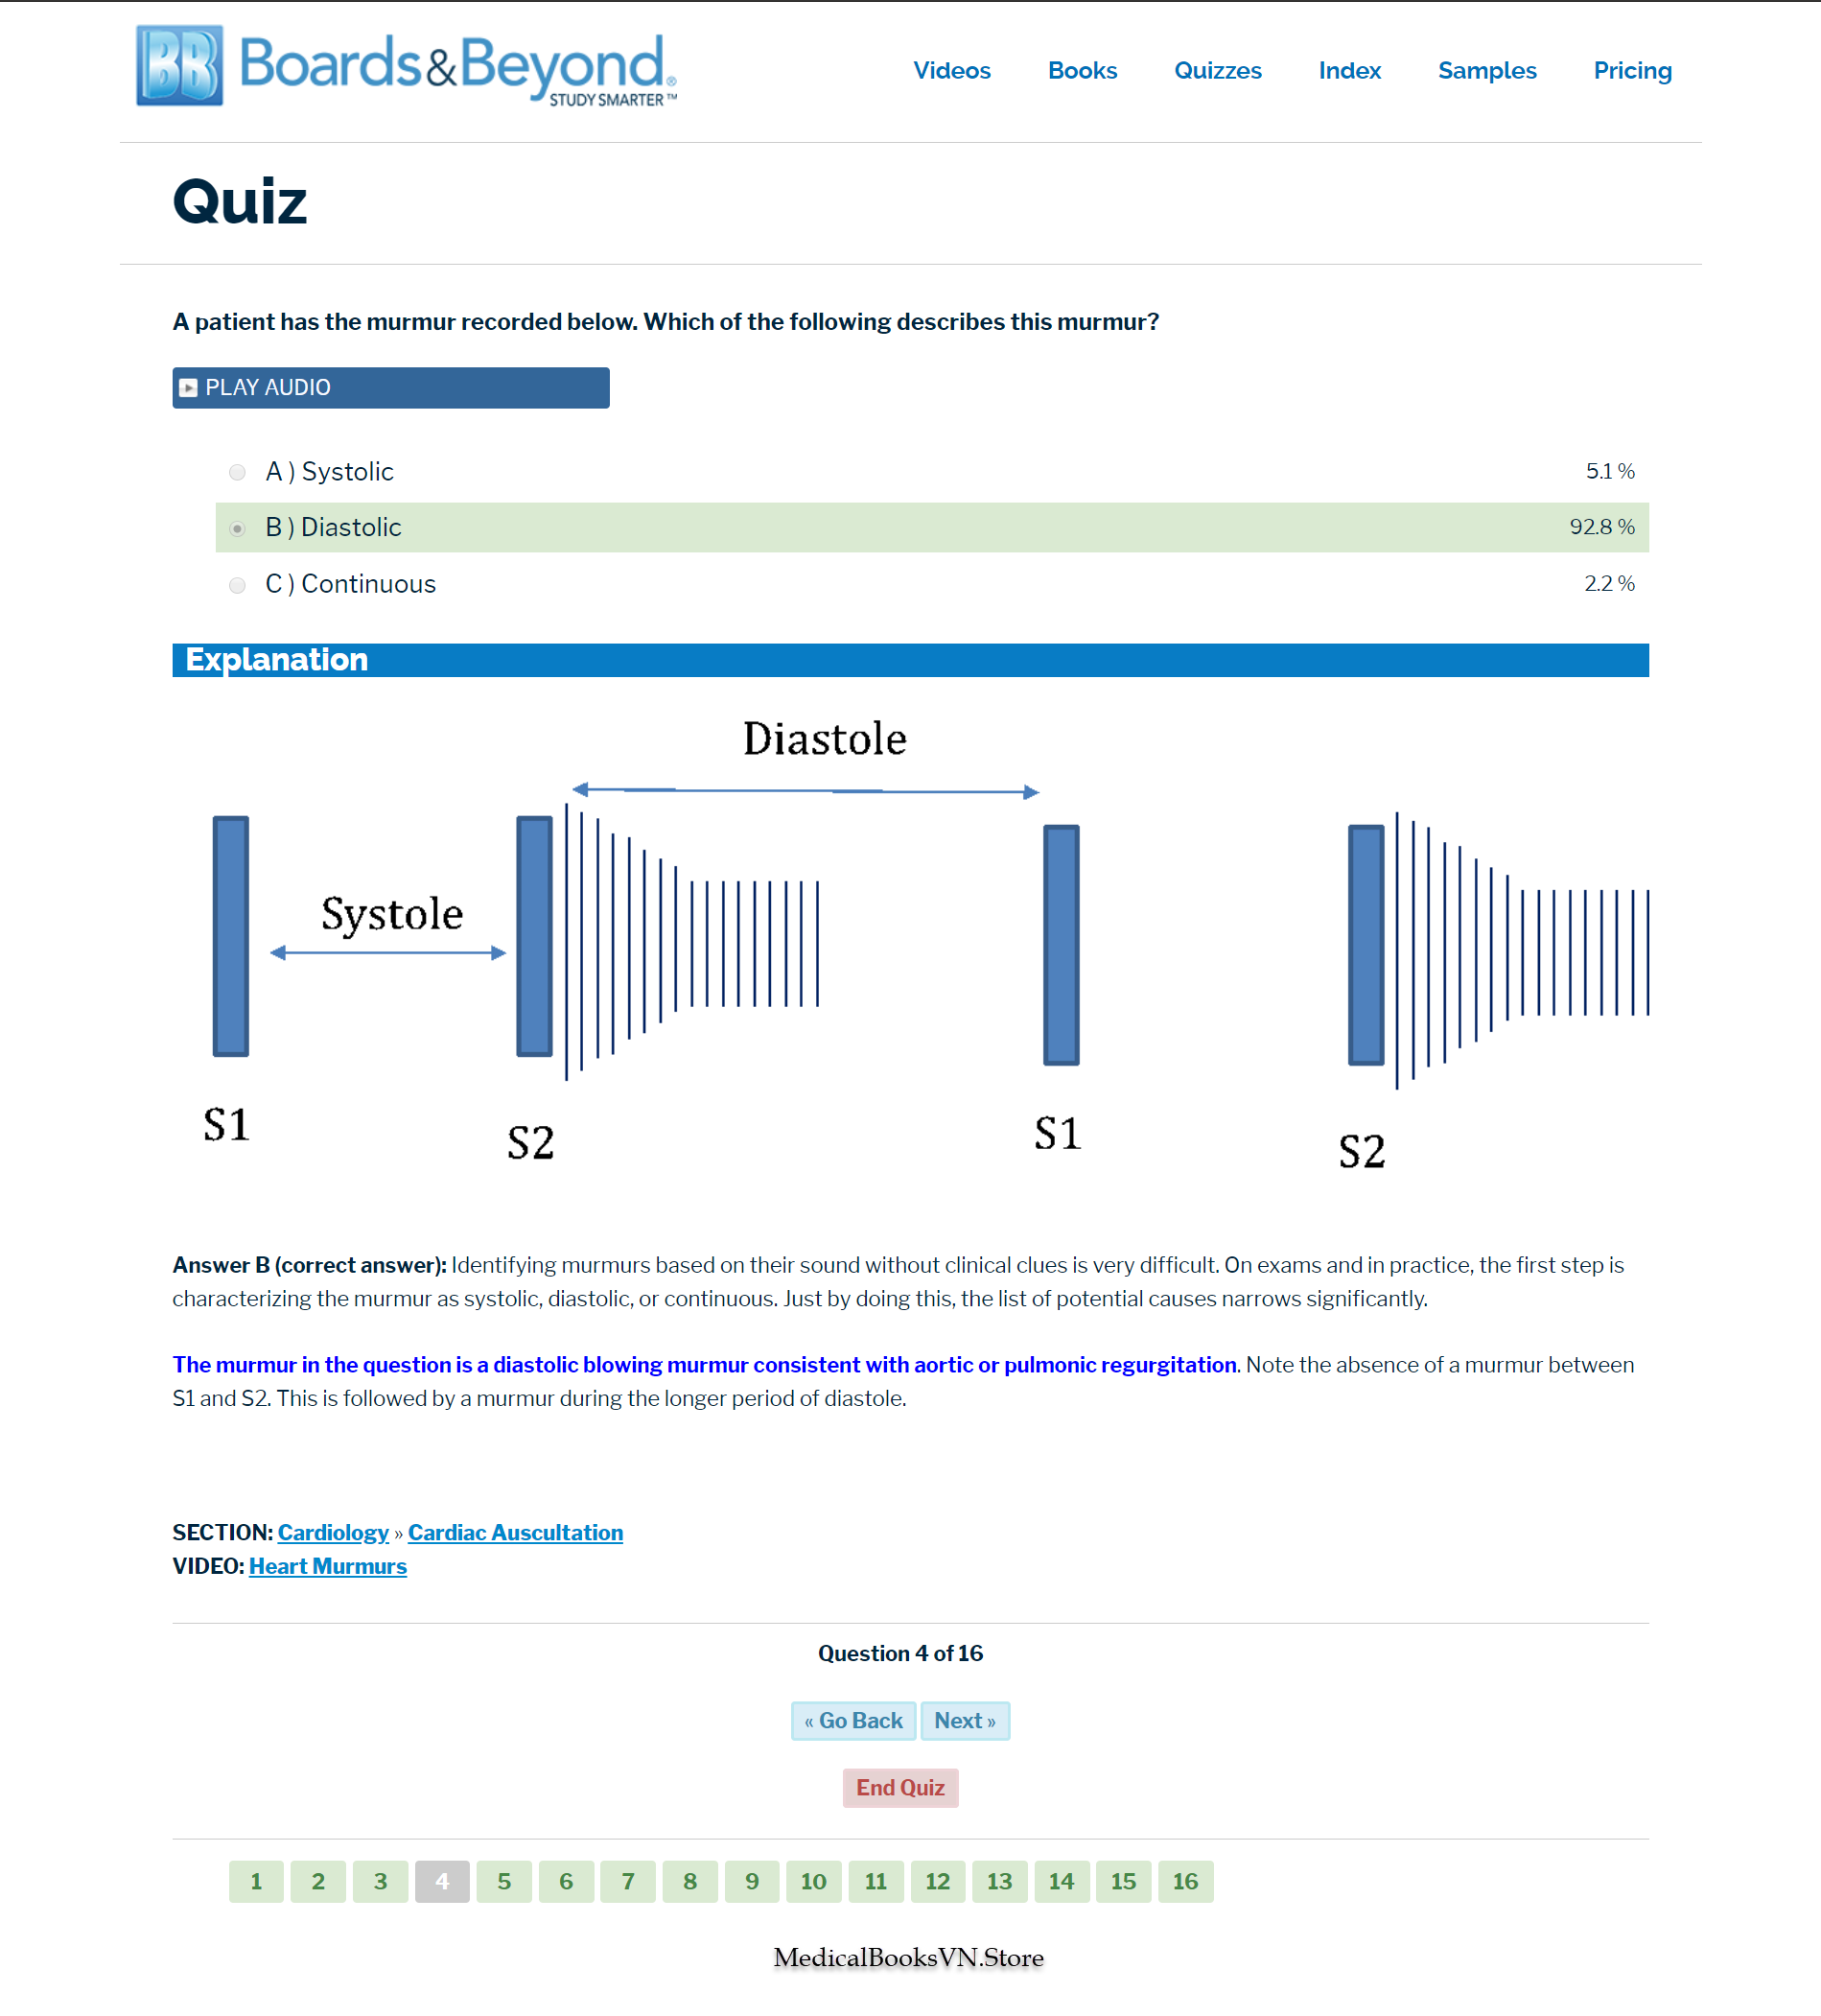 BB Boards&Beyond®
STUDY SMARTER™
Videos Books Quizzes Index Samples Pricing
Quiz
A patient has the murmur recorded below. Which of the following describes this murmur?
PLAY AUDIO
A ) Systolic 5.1 %
B ) Diastolic 92.8 %
C ) Continuous 2.2 %
Explanation
Diastole
Systole
S1 S2 S1 S2
Answer B (correct answer): Identifying murmurs based on their sound without clinical clues is very difficult. On exams and in practice, the first step is
characterizing the murmur as systolic, diastolic, or continuous. Just by doing this, the list of potential causes narrows significantly.
The murmur in the question is a diastolic blowing murmur consistent with aortic or pulmonic regurgitation. Note the absence of a murmur between
S1 and S2. This is followed by a murmur during the longer period of diastole.
SECTION: Cardiology » Cardiac Auscultation
VIDEO: Heart Murmurs
Question 4 of 16
« Go Back Next »
End Quiz
1 2 3 4 5 6 7 8 9 10 11 12 13 14 15 16
MedicalBooksVN.Store